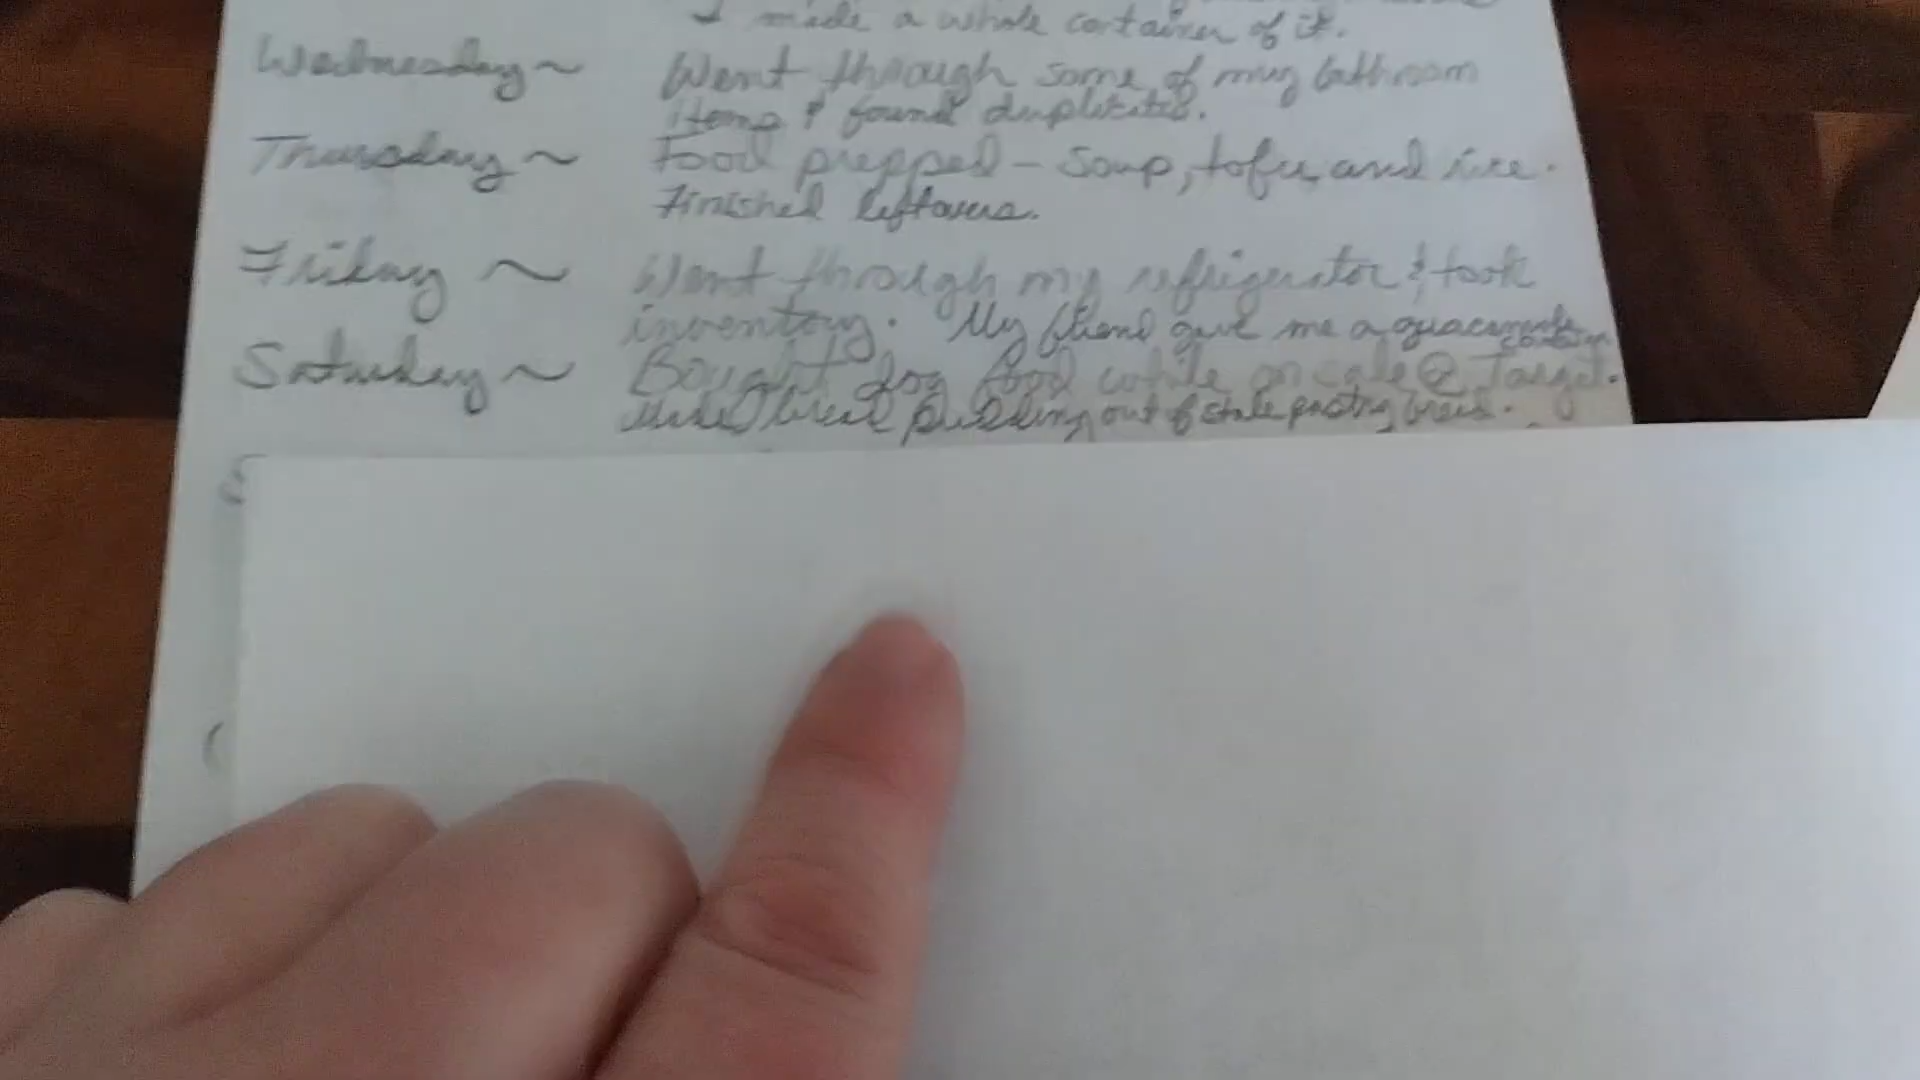 I made a whole container of it.
Wednesday ~ Went through some of my bathroom
items & found duplicates.
Thursday ~ Food prepped - soup, tofu and rice.
Finished leftovers.
Friday ~ Went through my refrigerator & took
inventory. My friend gave me a guacamole
container
Saturday ~ Bought dog food while on sale @ Target.
Made bread pudding out of stale pastry bread.